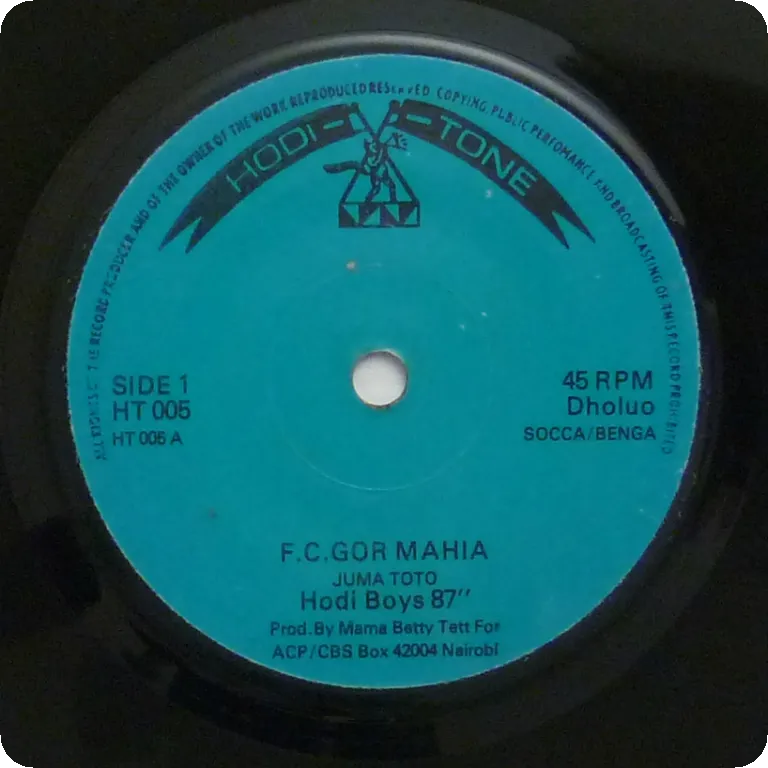 ALL RIGHTS OF THE RECORD PRODUCER AND OF THE OWNER OF THE WORK REPRODUCED RESERVED. COPYING, PUBLIC PERFOMANCE AND BROADCASTING OF THIS RECORD PROHIBITED
HODI-TONE
SIDE 1
HT 005
HT 005 A
45 RPM
Dholuo
SOCCA/BENGA
F.C.GOR MAHIA
JUMA TOTO
Hodi Boys 87″
Prod.By Mama Betty Tett For
ACP/CBS Box 42004 Nairobi